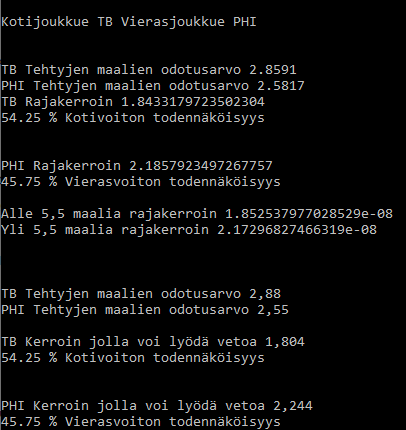 Kotijoukkue TB Vierasjoukkue PHI
TB Tehtyjen maalien odotusarvo 2.8591
PHI Tehtyjen maalien odotusarvo 2.5817
TB Rajakerroin 1.8433179723502304
54.25 % Kotivoiton todennäköisyys
PHI Rajakerroin 2.1857923497267757
45.75 % Vierasvoiton todennäköisyys
Alle 5,5 maalia rajakerroin 1.852537977028529e-08
Yli 5,5 maalia rajakerroin 2.17296827466319e-08
TB Tehtyjen maalien odotusarvo 2,88
PHI Tehtyjen maalien odotusarvo 2,55
TB Kerroin jolla voi lyödä vetoa 1,804
54.25 % Kotivoiton todennäköisyys
PHI Kerroin jolla voi lyödä vetoa 2,244
45.75 % Vierasvoiton todennäköisyys